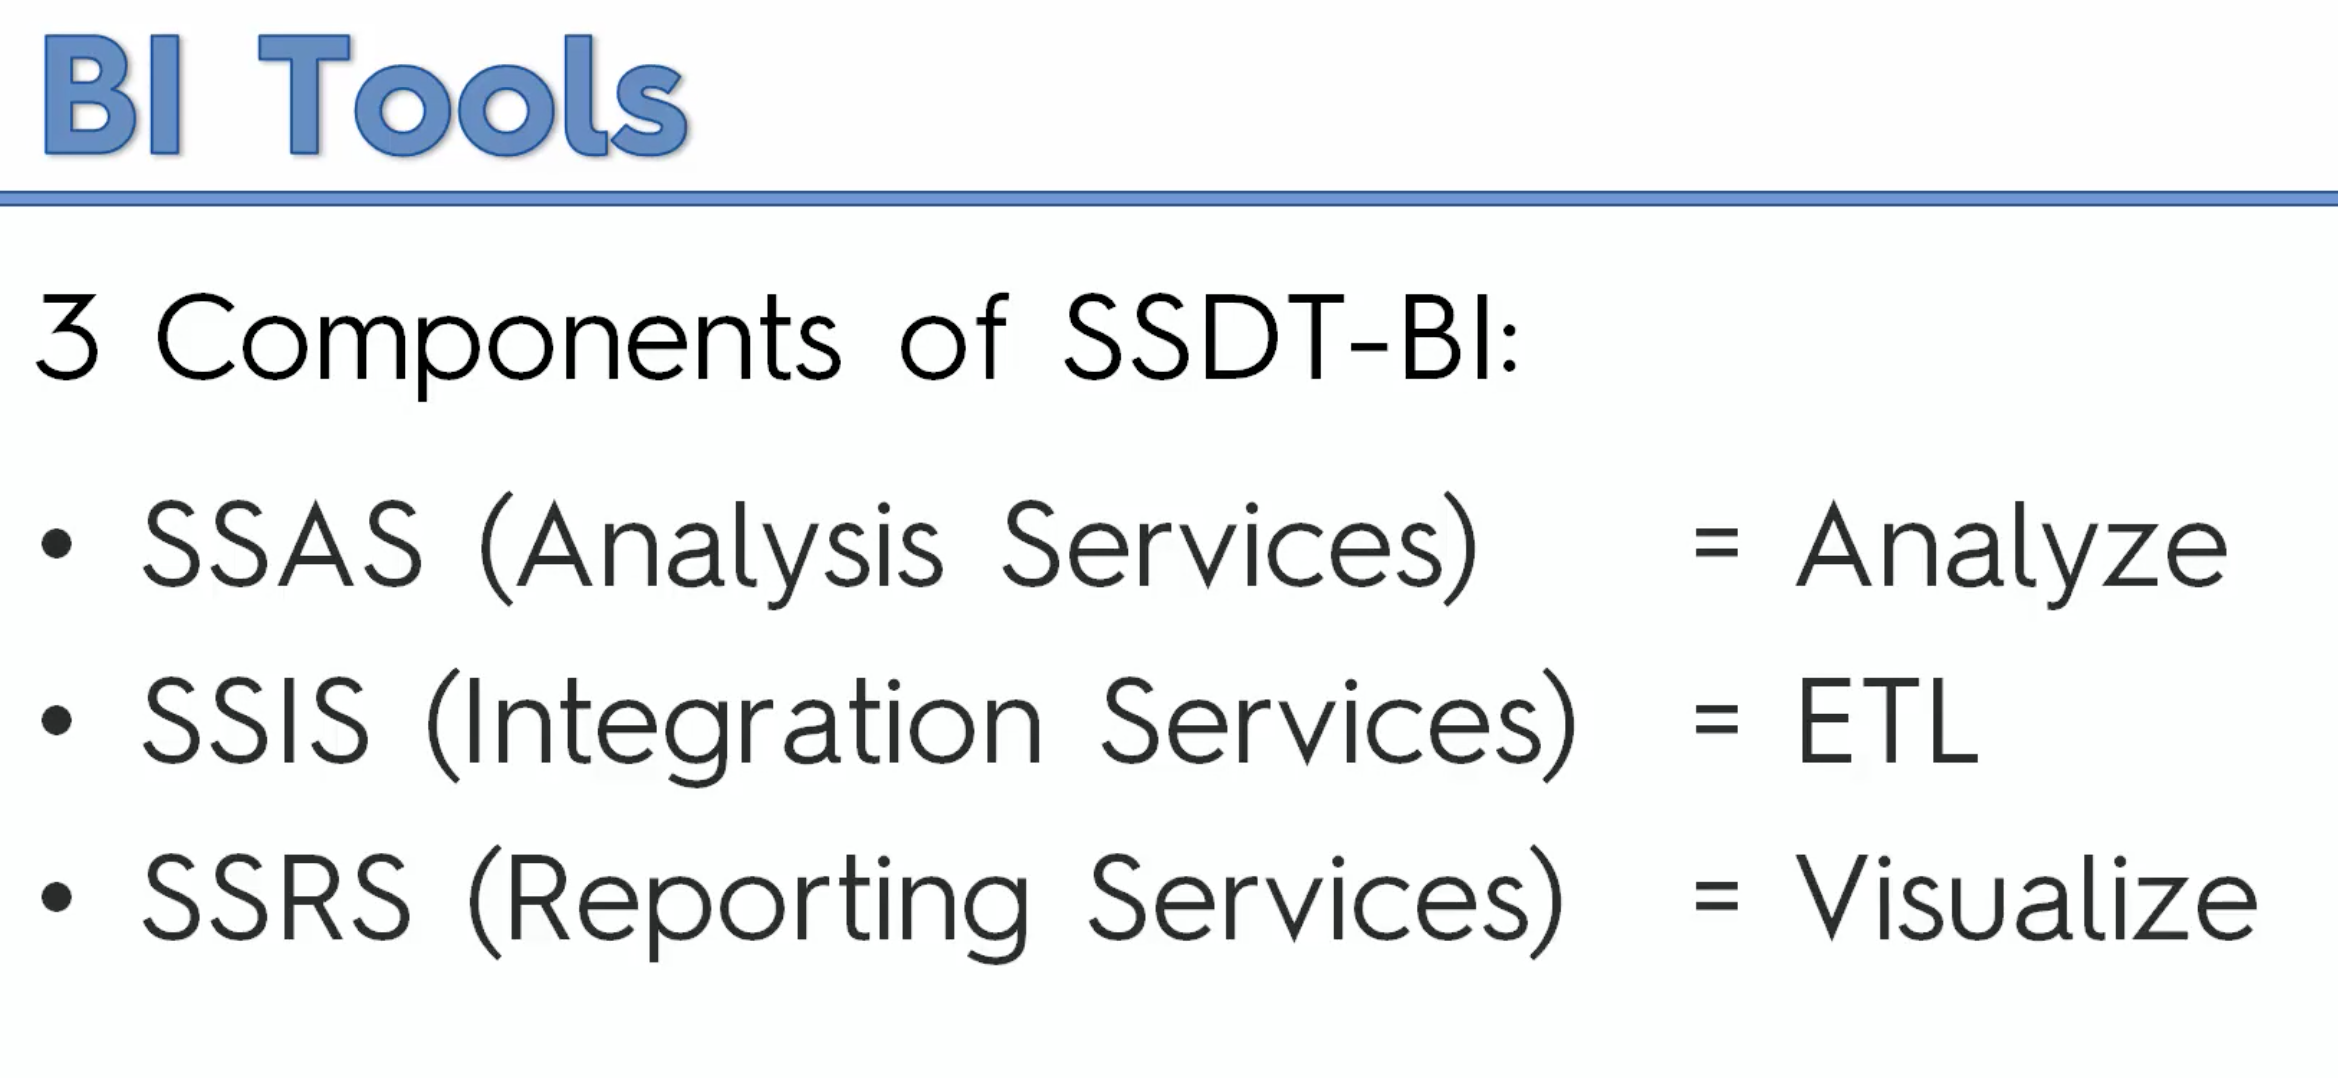 BI Tools
3 Components of SSDT-BI:
• SSAS (Analysis Services) = Analyze
• SSIS (Integration Services) = ETL
• SSRS (Reporting Services) = Visualize